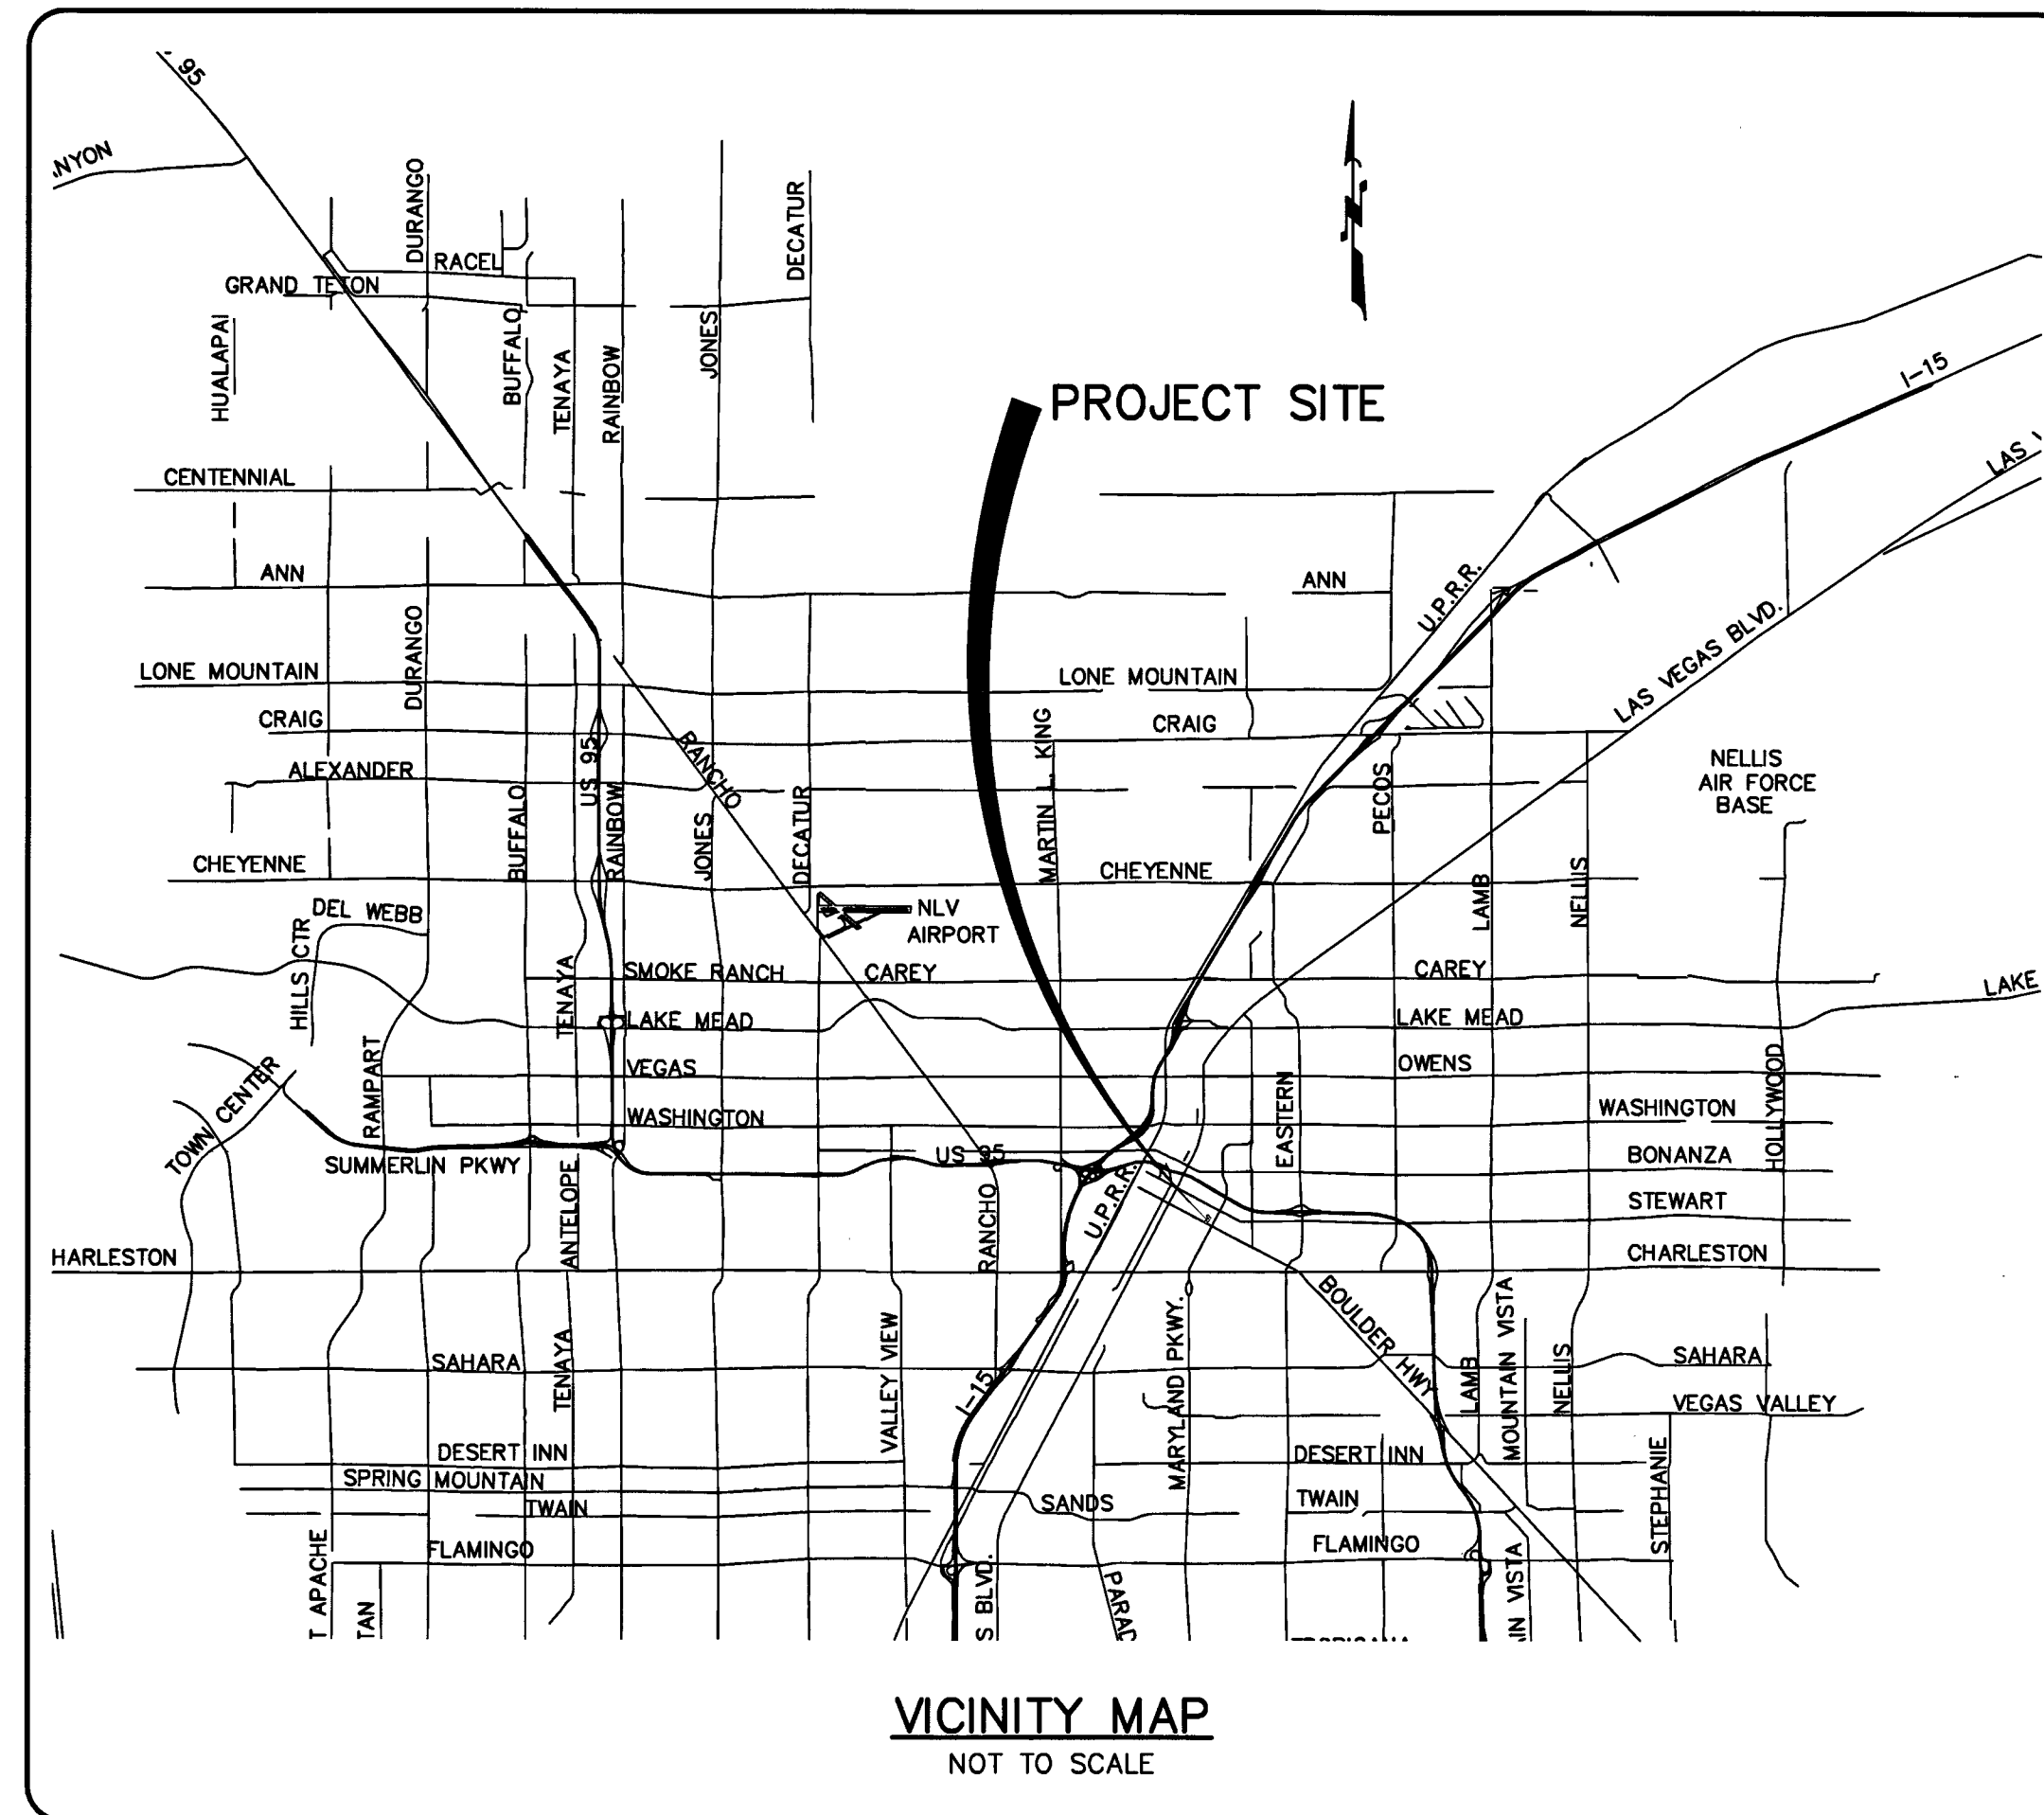 95
NYON
DURANGO
DECATUR
RACEL
GRAND TETON
HUALAPAI
BUFFALO
TENAYA
RAINBOW
JONES
PROJECT SITE
I-15
LAS
CENTENNIAL
ANN
ANN
U.P.R.R.
LAS VEGAS BLVD.
DURANGO
LONE MOUNTAIN
LONE MOUNTAIN
CRAIG
CRAIG
US 95
RANCHO
MARTIN L. KING
ALEXANDER
NELLIS
AIR FORCE
BASE
BUFFALO
RAINBOW
JONES
DECATUR
PECOS
CHEYENNE
CHEYENNE
LAMB
NELLIS
DEL WEBB
NLV
AIRPORT
HILLS CTR
TENAYA
SMOKE RANCH
CAREY
CAREY
LAKE
LAKE MEAD
LAKE MEAD
RAMPART
VEGAS
OWENS
HOLLYWOOD
TOWN CENTER
WASHINGTON
EASTERN
WASHINGTON
SUMMERLIN PKWY
US 95
BONANZA
ANTELOPE
RANCHO
U.P.R.R.
STEWART
HARLESTON
CHARLESTON
BOULDER HWY
MARYLAND PKWY.
MOUNTAIN VISTA
VALLEY VIEW
SAHARA
TENAYA
I-15
LAMB
NELLIS
SAHARA
VEGAS VALLEY
DESERT INN
DESERT INN
STEPHANIE
SPRING MOUNTAIN
TWAIN
SANDS
TWAIN
FLAMINGO
FLAMINGO
T APACHE
TAN
S BLVD.
PARAD
IN VISTA
VICINITY MAP
NOT TO SCALE